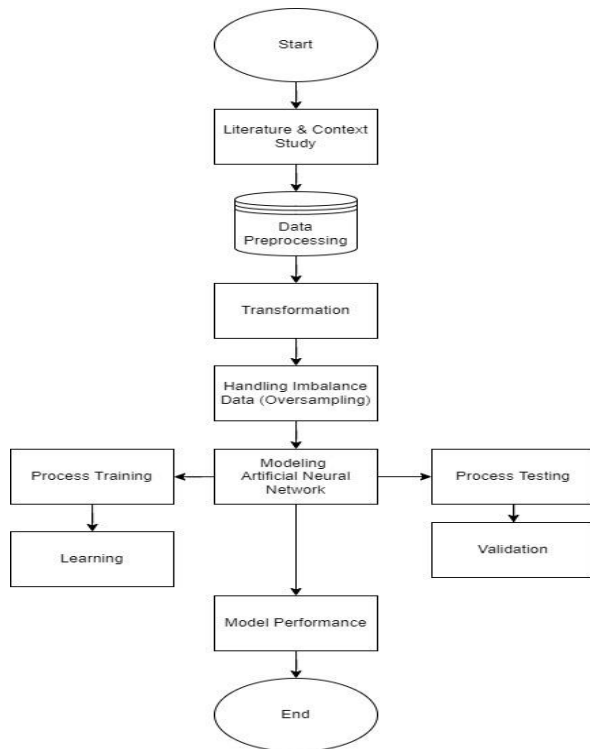 Start
Literature & Context
Study
Data
Preprocessing
Transformation
Handling Imbalance
Data (Oversampling)
Process Training
Modeling
Artificial Neural
Network
Process Testing
Learning
Validation
Model Performance
End